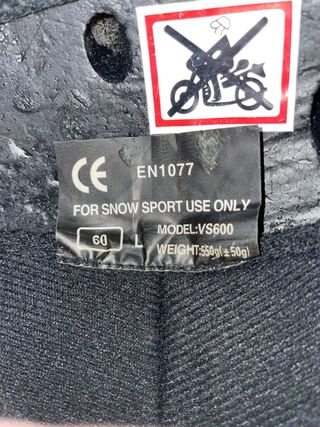 CE
EN1077
FOR SNOW SPORT USE ONLY
60 L MODEL:VS600
WEIGHT:550g(±50g)